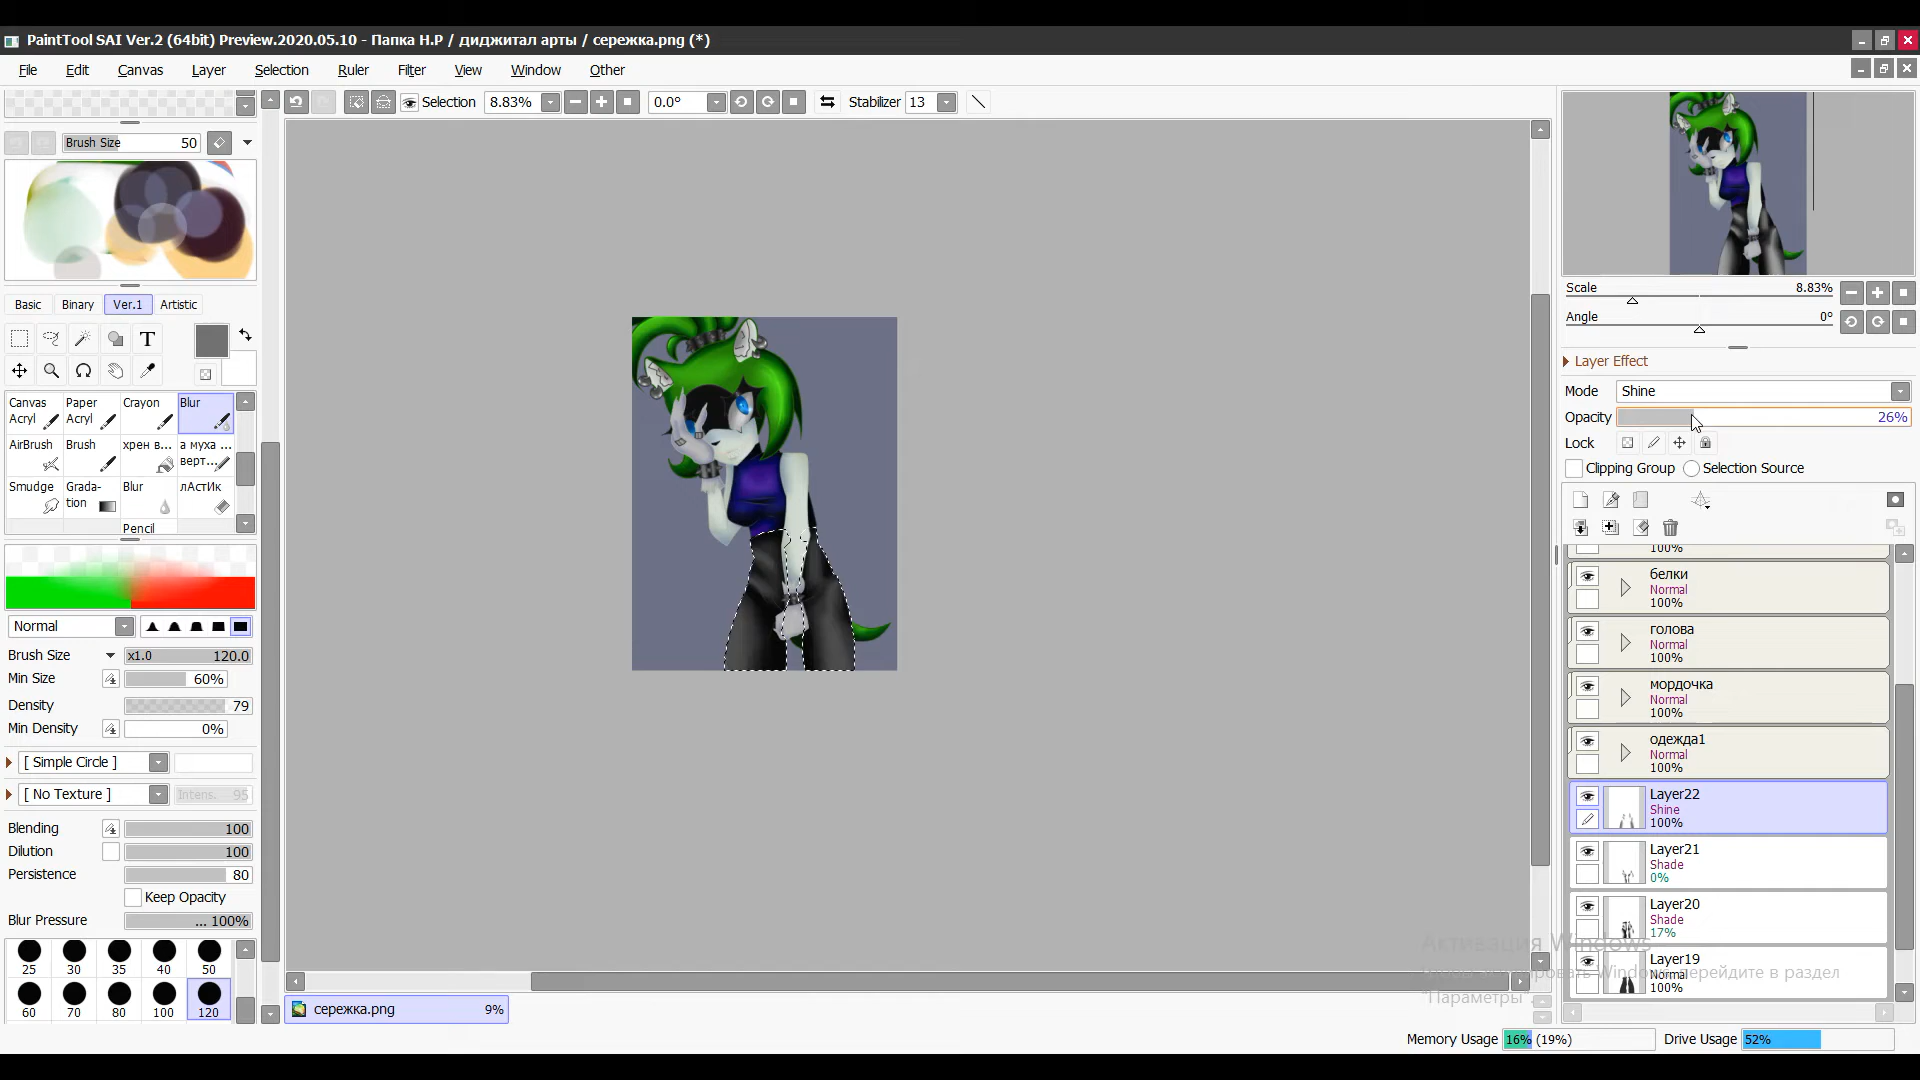 PaintTool SAI Ver.2 (64bit) Preview.2020.05.10 - Папка Н.Р / диджитал арты / сережка.png (*)
File Edit Canvas Layer Selection Ruler Filter View Window Other
Selection 8.83% 0.0° Stabilizer 13
Brush Size 50
Basic Binary Ver.1 Artistic
T
Canvas Acryl
Paper Acryl
Crayon
Blur
AirBrush
Brush
хрен в...
а муха ... верт...
Smudge
Grada-tion
Blur
лАстИк
Pencil
Normal
Brush Size x1.0 120.0
Min Size 60%
Density 79
Min Density 0%
[ Simple Circle ]
[ No Texture ] Intens. 95
Blending 100
Dilution 100
Persistence 80
Keep Opacity
Blur Pressure ... 100%
25 30 35 40 50
60 70 80 100 120
сережка.png 9%
Scale 8.83%
Angle 0°
Layer Effect
Mode Shine
Opacity 26%
Lock
Clipping Group Selection Source
100%
белки
Normal
100%
голова
Normal
100%
мордочка
Normal
100%
одежда1
Normal
100%
Layer22
Shine
100%
Layer21
Shade
0%
Layer20
Shade
17%
Layer19
Normal
100%
Активация Windows
Windows, перейдите в раздел
"Параметры".
Memory Usage 16% (19%) Drive Usage 52%